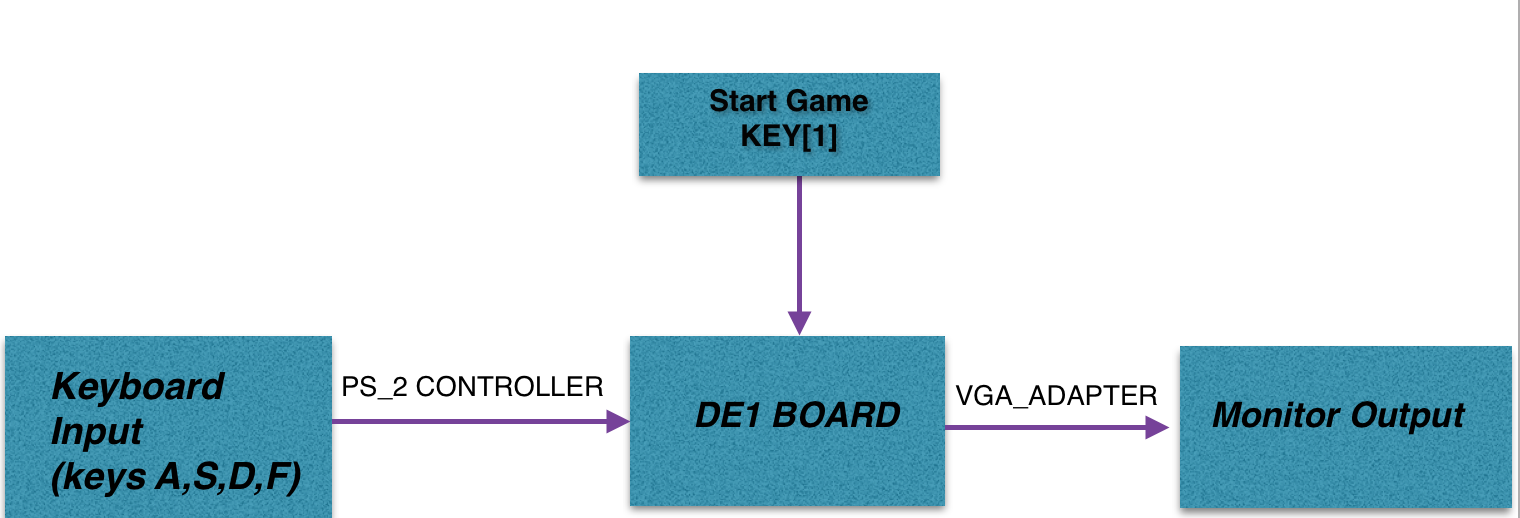 Start Game
KEY[1]
Keyboard
Input
(keys A,S,D,F)
PS_2 CONTROLLER
DE1 BOARD
VGA_ADAPTER
Monitor Output